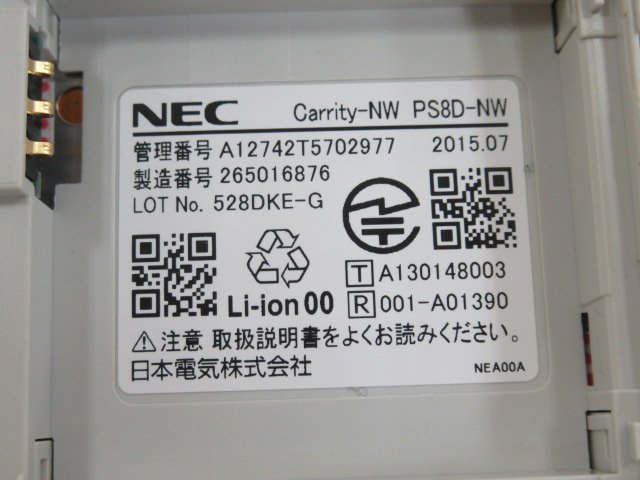 NEC Carrity-NW PS8D-NW
管理番号 A12742T5702977 2015.07
製造番号 265016876
LOT No. 528DKE-G
T A130148003
Li-ion 00 R 001-A01390
⚠注意 取扱説明書をよくお読みください。
日本電気株式会社 NEA00A